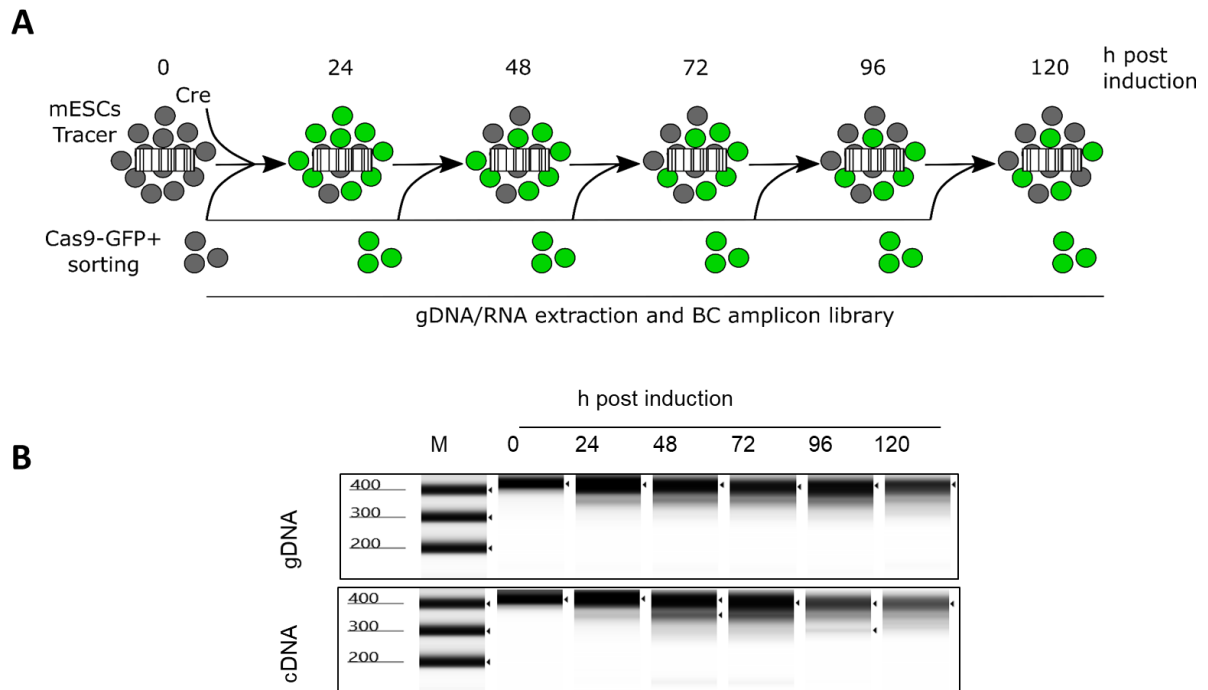 A
0 24 48 72 96 120 h post
induction
Cre
mESCs
Tracer
Cas9-GFP+
sorting
gDNA/RNA extraction and BC amplicon library
h post induction
B
M 0 24 48 72 96 120
gDNA
400
300
200
cDNA
400
300
200